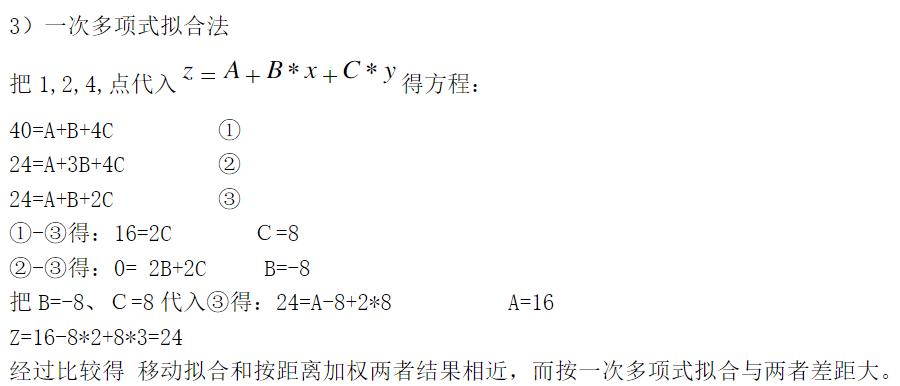 3）一次多项式拟合法
把1,2,4,点代入 z = A + B * x + C * y 得方程：
40=A+B+4C ①
24=A+3B+4C ②
24=A+B+2C ③
①-③得：16=2C C=8
②-③得：0= 2B+2C B=-8
把B=-8、C=8代入③得：24=A-8+2*8 A=16
Z=16-8*2+8*3=24
经过比较得 移动拟合和按距离加权两者结果相近，而按一次多项式拟合与两者差距大。